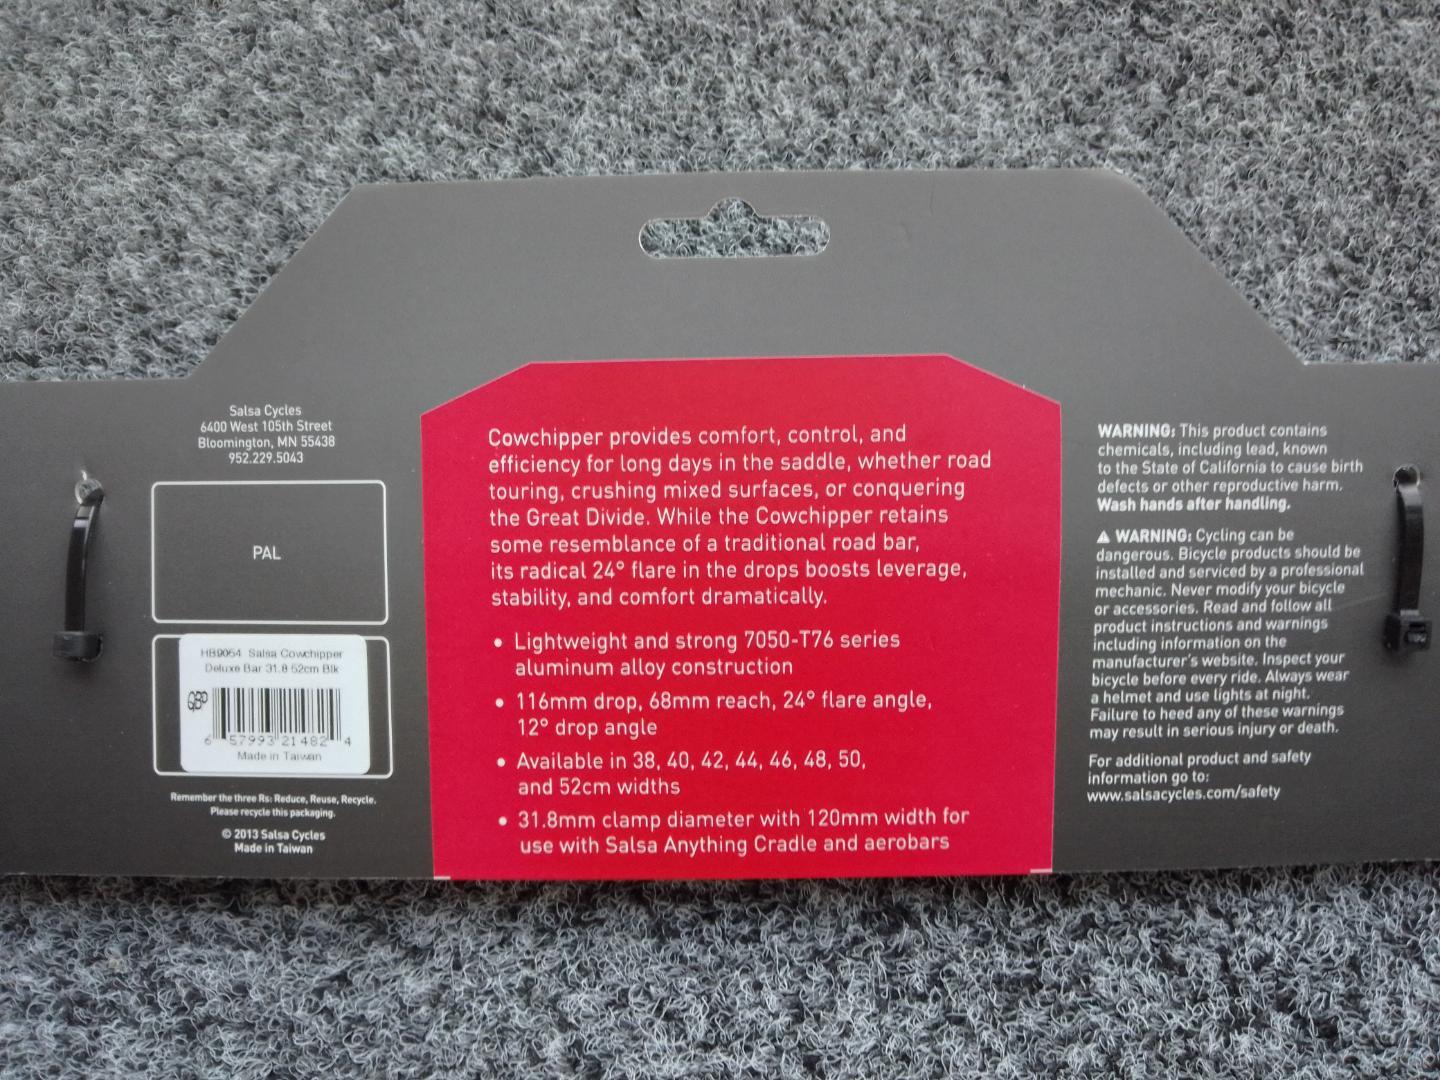 Salsa Cycles
6400 West 105th Street
Bloomington, MN 55438
952.229.5043
PAL
HB9054 Salsa Cowchipper
Deluxe Bar 31.8 52cm Blk
QBP
6 57993 21482 4
Made in Taiwan
Remember the three Rs: Reduce, Reuse, Recycle.
Please recycle this packaging.
© 2013 Salsa Cycles
Made in Taiwan
Cowchipper provides comfort, control, and
efficiency for long days in the saddle, whether road
touring, crushing mixed surfaces, or conquering
the Great Divide. While the Cowchipper retains
some resemblance of a traditional road bar,
its radical 24° flare in the drops boosts leverage,
stability, and comfort dramatically.
• Lightweight and strong 7050-T76 series
aluminum alloy construction
• 116mm drop, 68mm reach, 24° flare angle,
12° drop angle
• Available in 38, 40, 42, 44, 46, 48, 50,
and 52cm widths
• 31.8mm clamp diameter with 120mm width for
use with Salsa Anything Cradle and aerobars
WARNING: This product contains
chemicals, including lead, known
to the State of California to cause birth
defects or other reproductive harm.
Wash hands after handling.
⚠ WARNING: Cycling can be
dangerous. Bicycle products should be
installed and serviced by a professional
mechanic. Never modify your bicycle
or accessories. Read and follow all
product instructions and warnings
including information on the
manufacturer's website. Inspect your
bicycle before every ride. Always wear
a helmet and use lights at night.
Failure to heed any of these warnings
may result in serious injury or death.
For additional product and safety
information go to:
www.salsacycles.com/safety